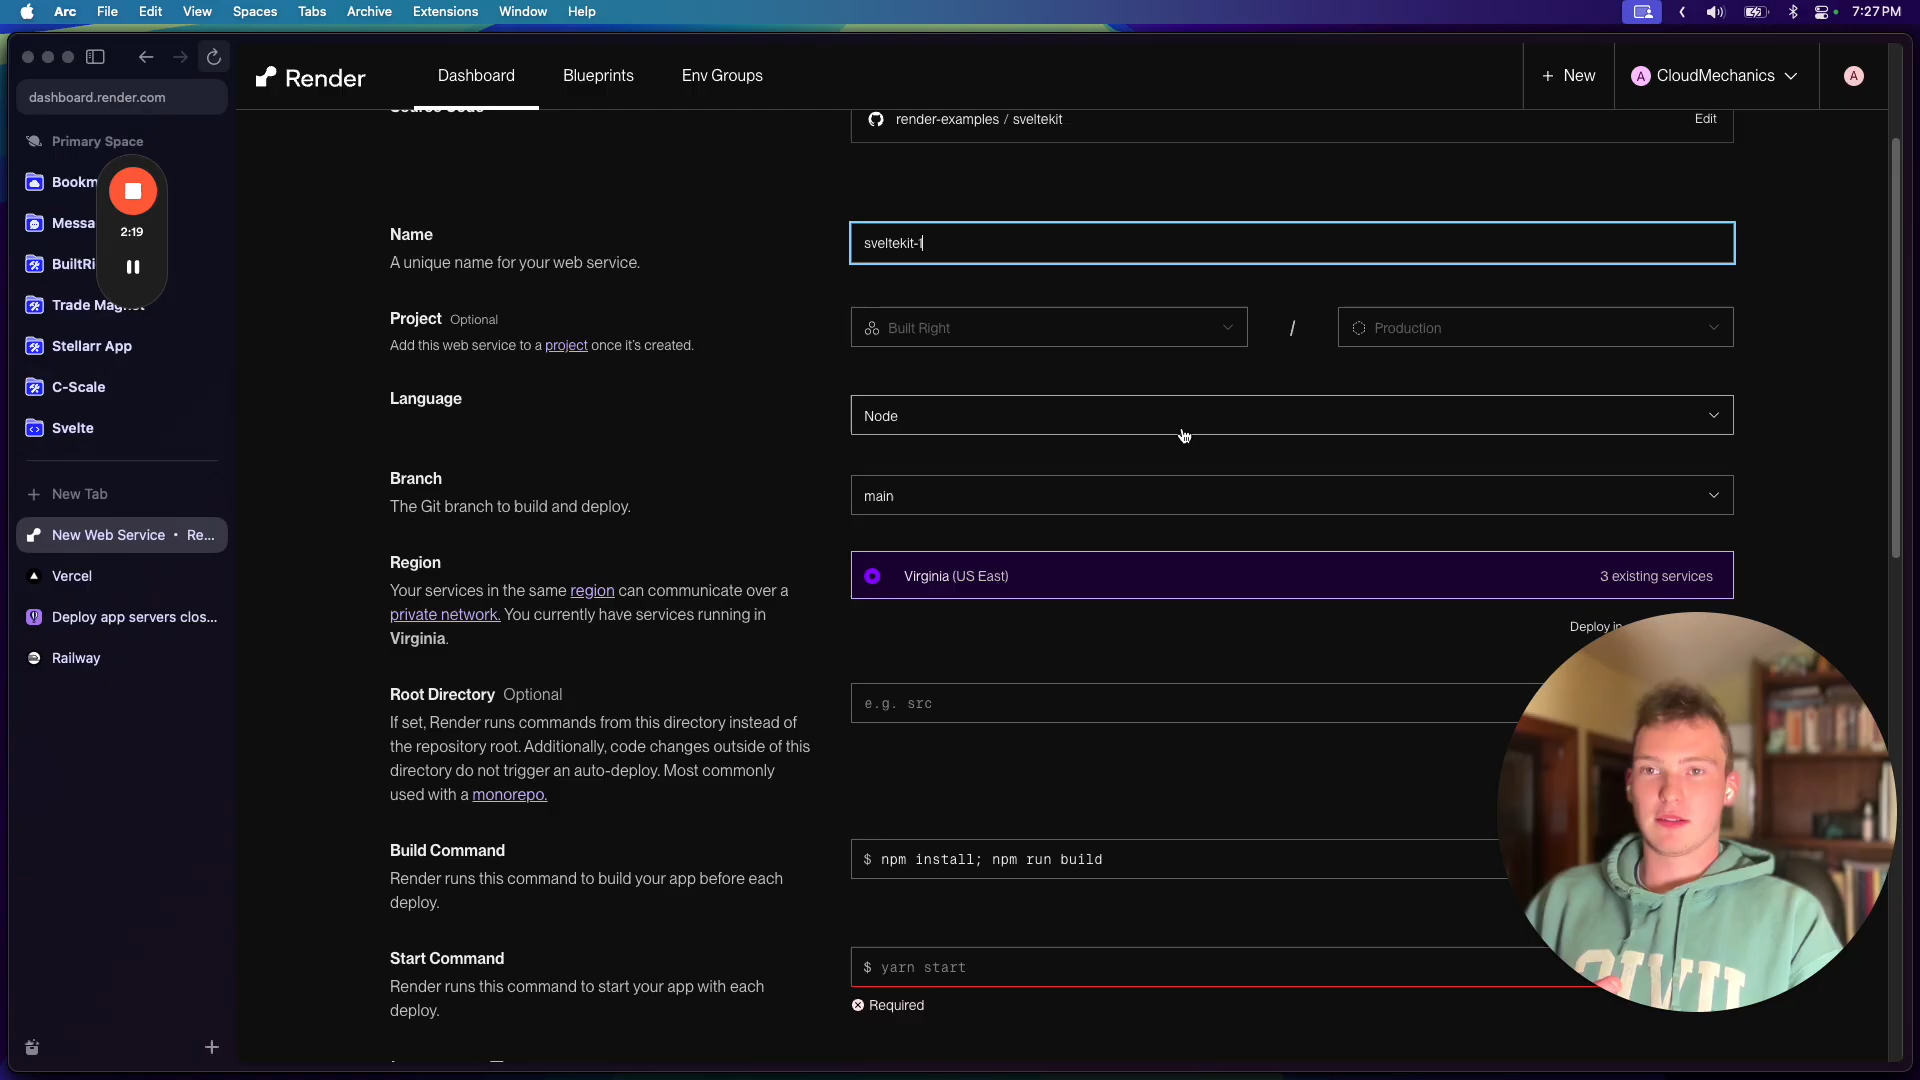 Arc File Edit View Spaces Tabs Archive Extensions Window Help 7:27 PM
dashboard.render.com
Primary Space
Bookm
Messa
BuiltRi
Trade Magnet
Stellarr App
C-Scale
Svelte
2:19
New Tab
New Web Service • Re...
Vercel
Deploy app servers clos...
Railway
Render Dashboard Blueprints Env Groups + New A CloudMechanics A
Source Code
render-examples / sveltekit Edit
Name
A unique name for your web service.
sveltekit-1
Project Optional
Add this web service to a project once it's created.
Built Right / Production
Language
Node
Branch
The Git branch to build and deploy.
main
Region
Your services in the same region can communicate over a
private network. You currently have services running in
Virginia.
Virginia (US East) 3 existing services
Deploy in
Root Directory Optional
If set, Render runs commands from this directory instead of
the repository root. Additionally, code changes outside of this
directory do not trigger an auto-deploy. Most commonly
used with a monorepo.
e.g. src
Build Command
Render runs this command to build your app before each
deploy.
$ npm install; npm run build
Start Command
Render runs this command to start your app with each
deploy.
$ yarn start
Required